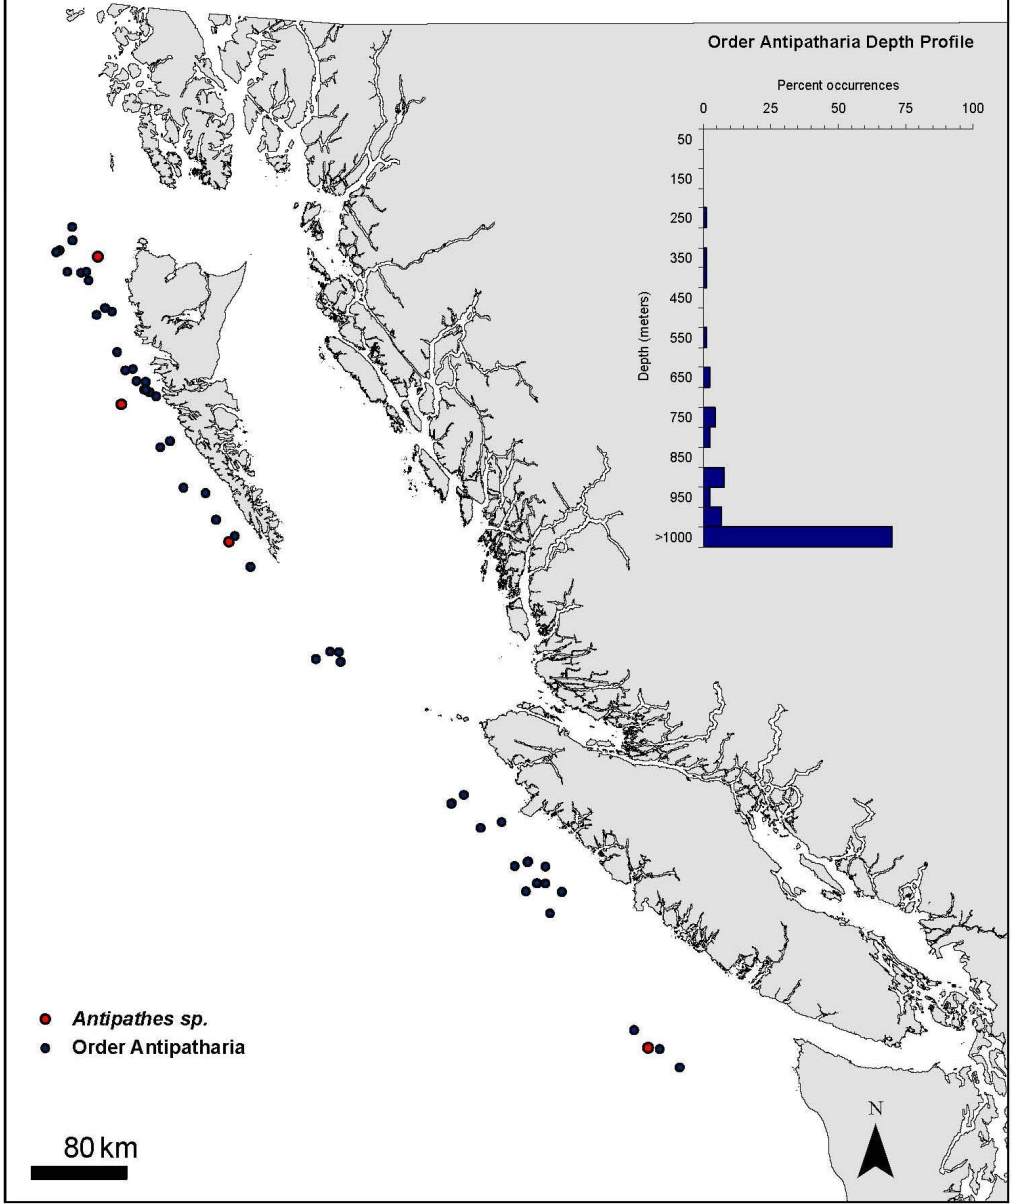 Order Antipatharia Depth Profile
Percent occurrences
0 25 50 75 100
50
150
250
350
450
550
650
750
850
950
>1000
Depth (meters)
Antipathes sp.
Order Antipatharia
80 km
N